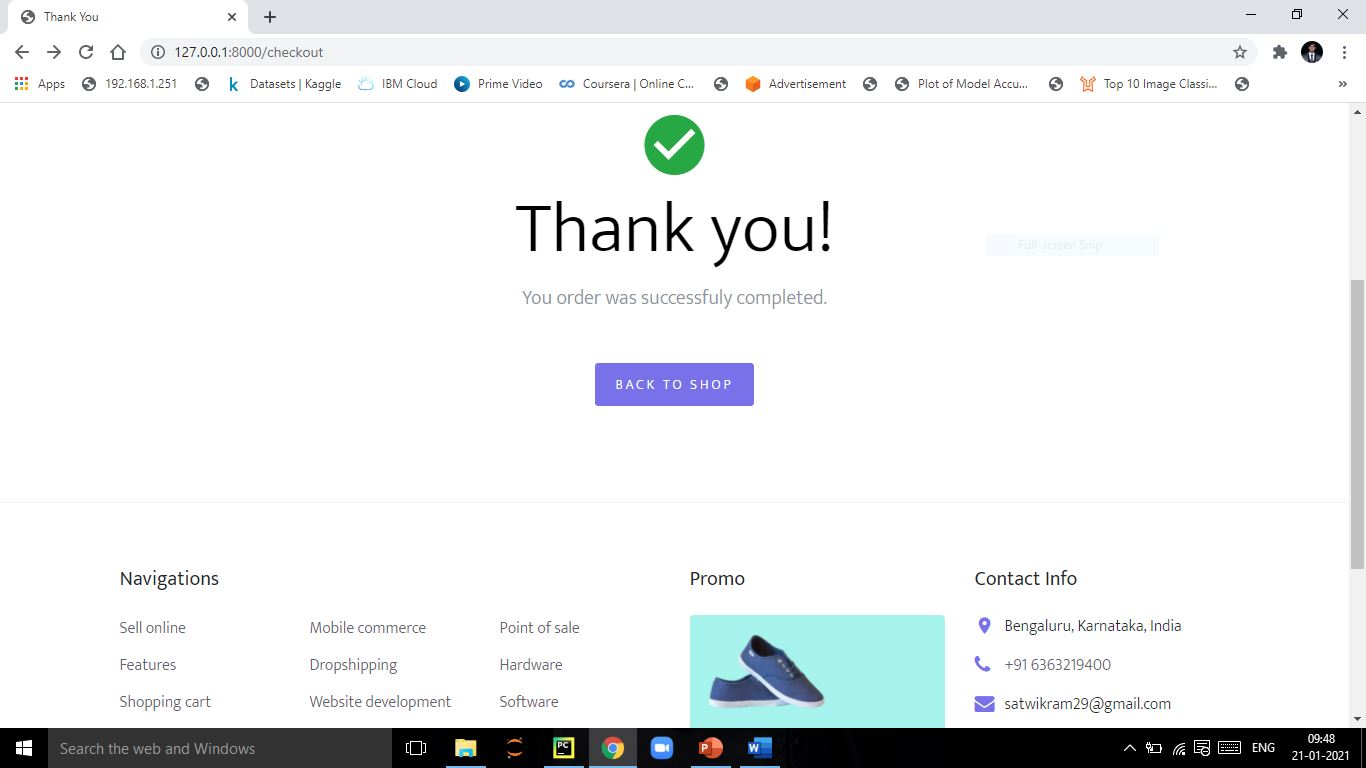 Thank You
127.0.0.1:8000/checkout
Apps 192.168.1.251 Datasets | Kaggle IBM Cloud Prime Video Coursera | Online C... Advertisement Plot of Model Accu... Top 10 Image Classi... »
Thank you!
Full-screen Snip
You order was successfuly completed.
BACK TO SHOP
Navigations
Sell online
Features
Shopping cart
Mobile commerce
Dropshipping
Website development
Point of sale
Hardware
Software
Promo
Contact Info
Bengaluru, Karnataka, India
+91 6363219400
satwikram29@gmail.com
Search the web and Windows
PC
ENG
09:48
21-01-2021